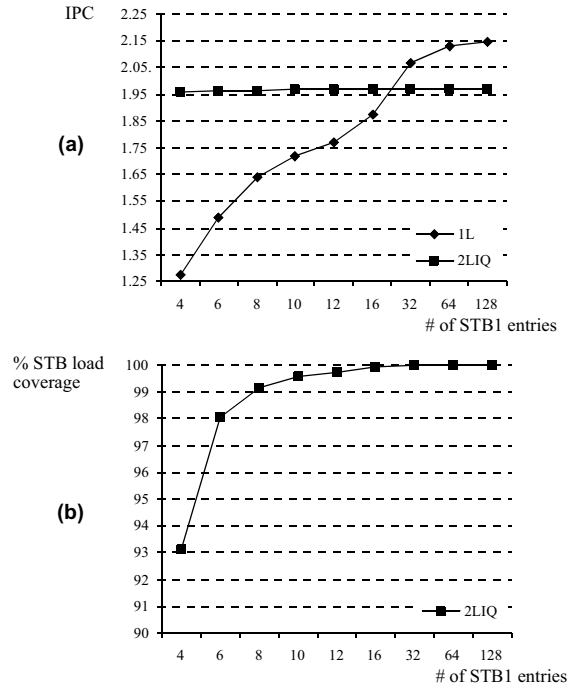 IPC
2.15
2.05.
1.95
1.85
1.75
1.65
1.55
1.45
1.35
1.25
(a)
1L
2LIQ
4 6 8 10 12 16 32 64 128
# of STB1 entries
% STB load
coverage
100
99
98
97
96
95
94
93
92
91
90
(b)
2LIQ
4 6 8 10 12 16 32 64 128
# of STB1 entries